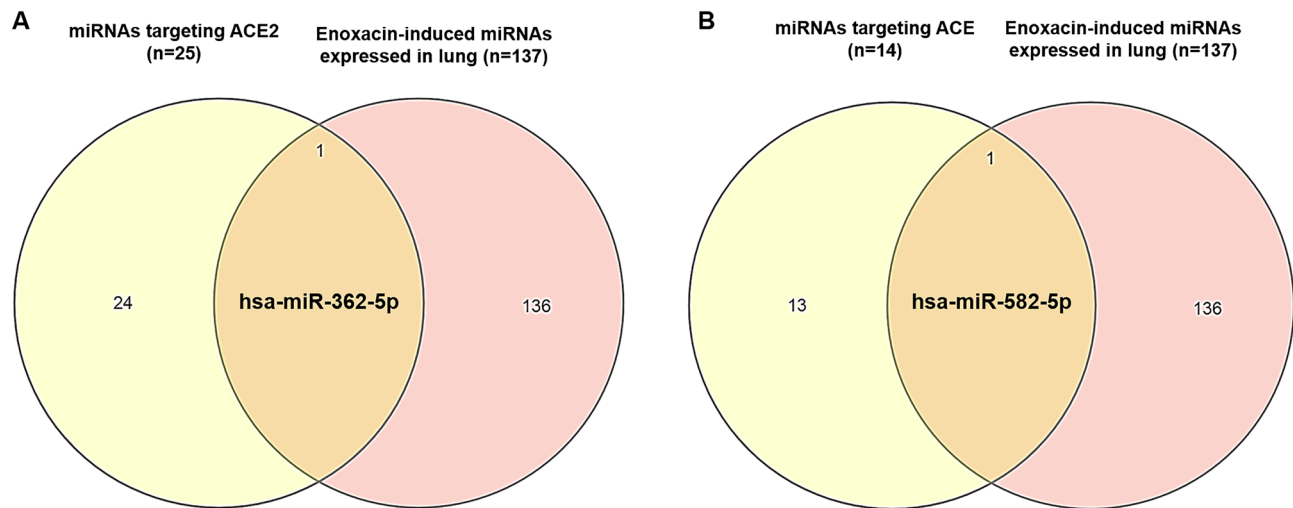 A
miRNAs targeting ACE2
(n=25)
Enoxacin-induced miRNAs
expressed in lung (n=137)
1
24
hsa-miR-362-5p
136
B
miRNAs targeting ACE
(n=14)
Enoxacin-induced miRNAs
expressed in lung (n=137)
1
13
hsa-miR-582-5p
136